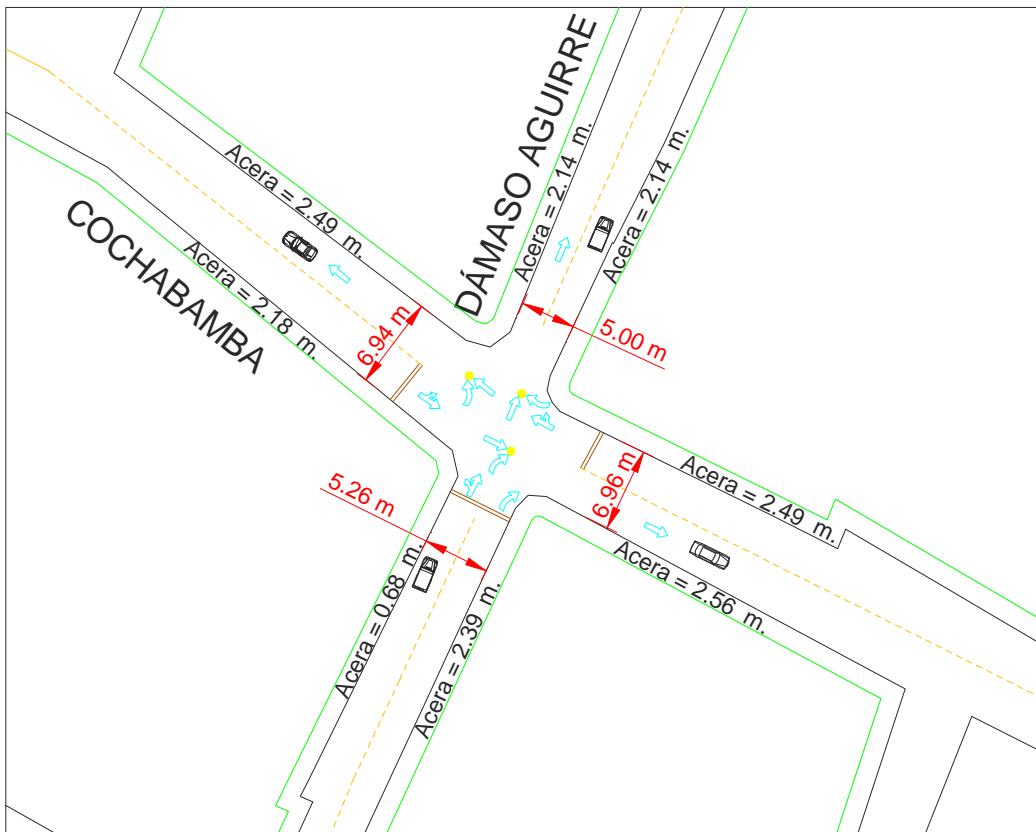 DÁMASO AGUIRRE
Acera = 2.49 m.
Acera = 2.14 m.
Acera = 2.14 m.
COCHABAMBA
Acera = 2.18 m.
6.94 m
5.00 m
5.26 m
6.96 m
Acera = 2.49 m.
Acera = 0.68 m.
Acera = 2.39 m.
Acera = 2.56 m.